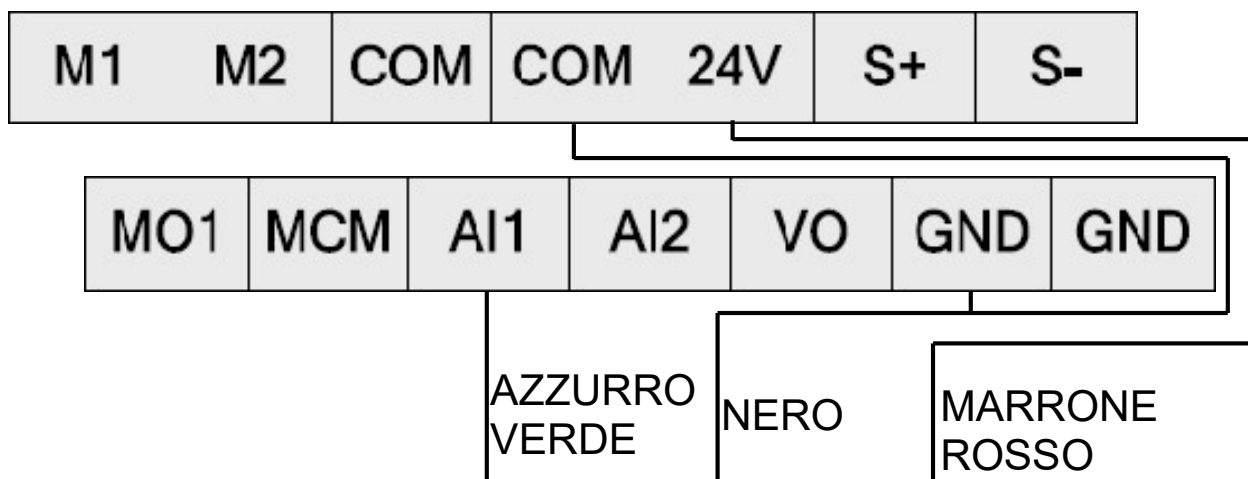 M1 M2 COM COM 24V S+ S-
MO1 MCM AI1 AI2 VO GND GND
AZZURRO
VERDE
NERO
MARRONE
ROSSO